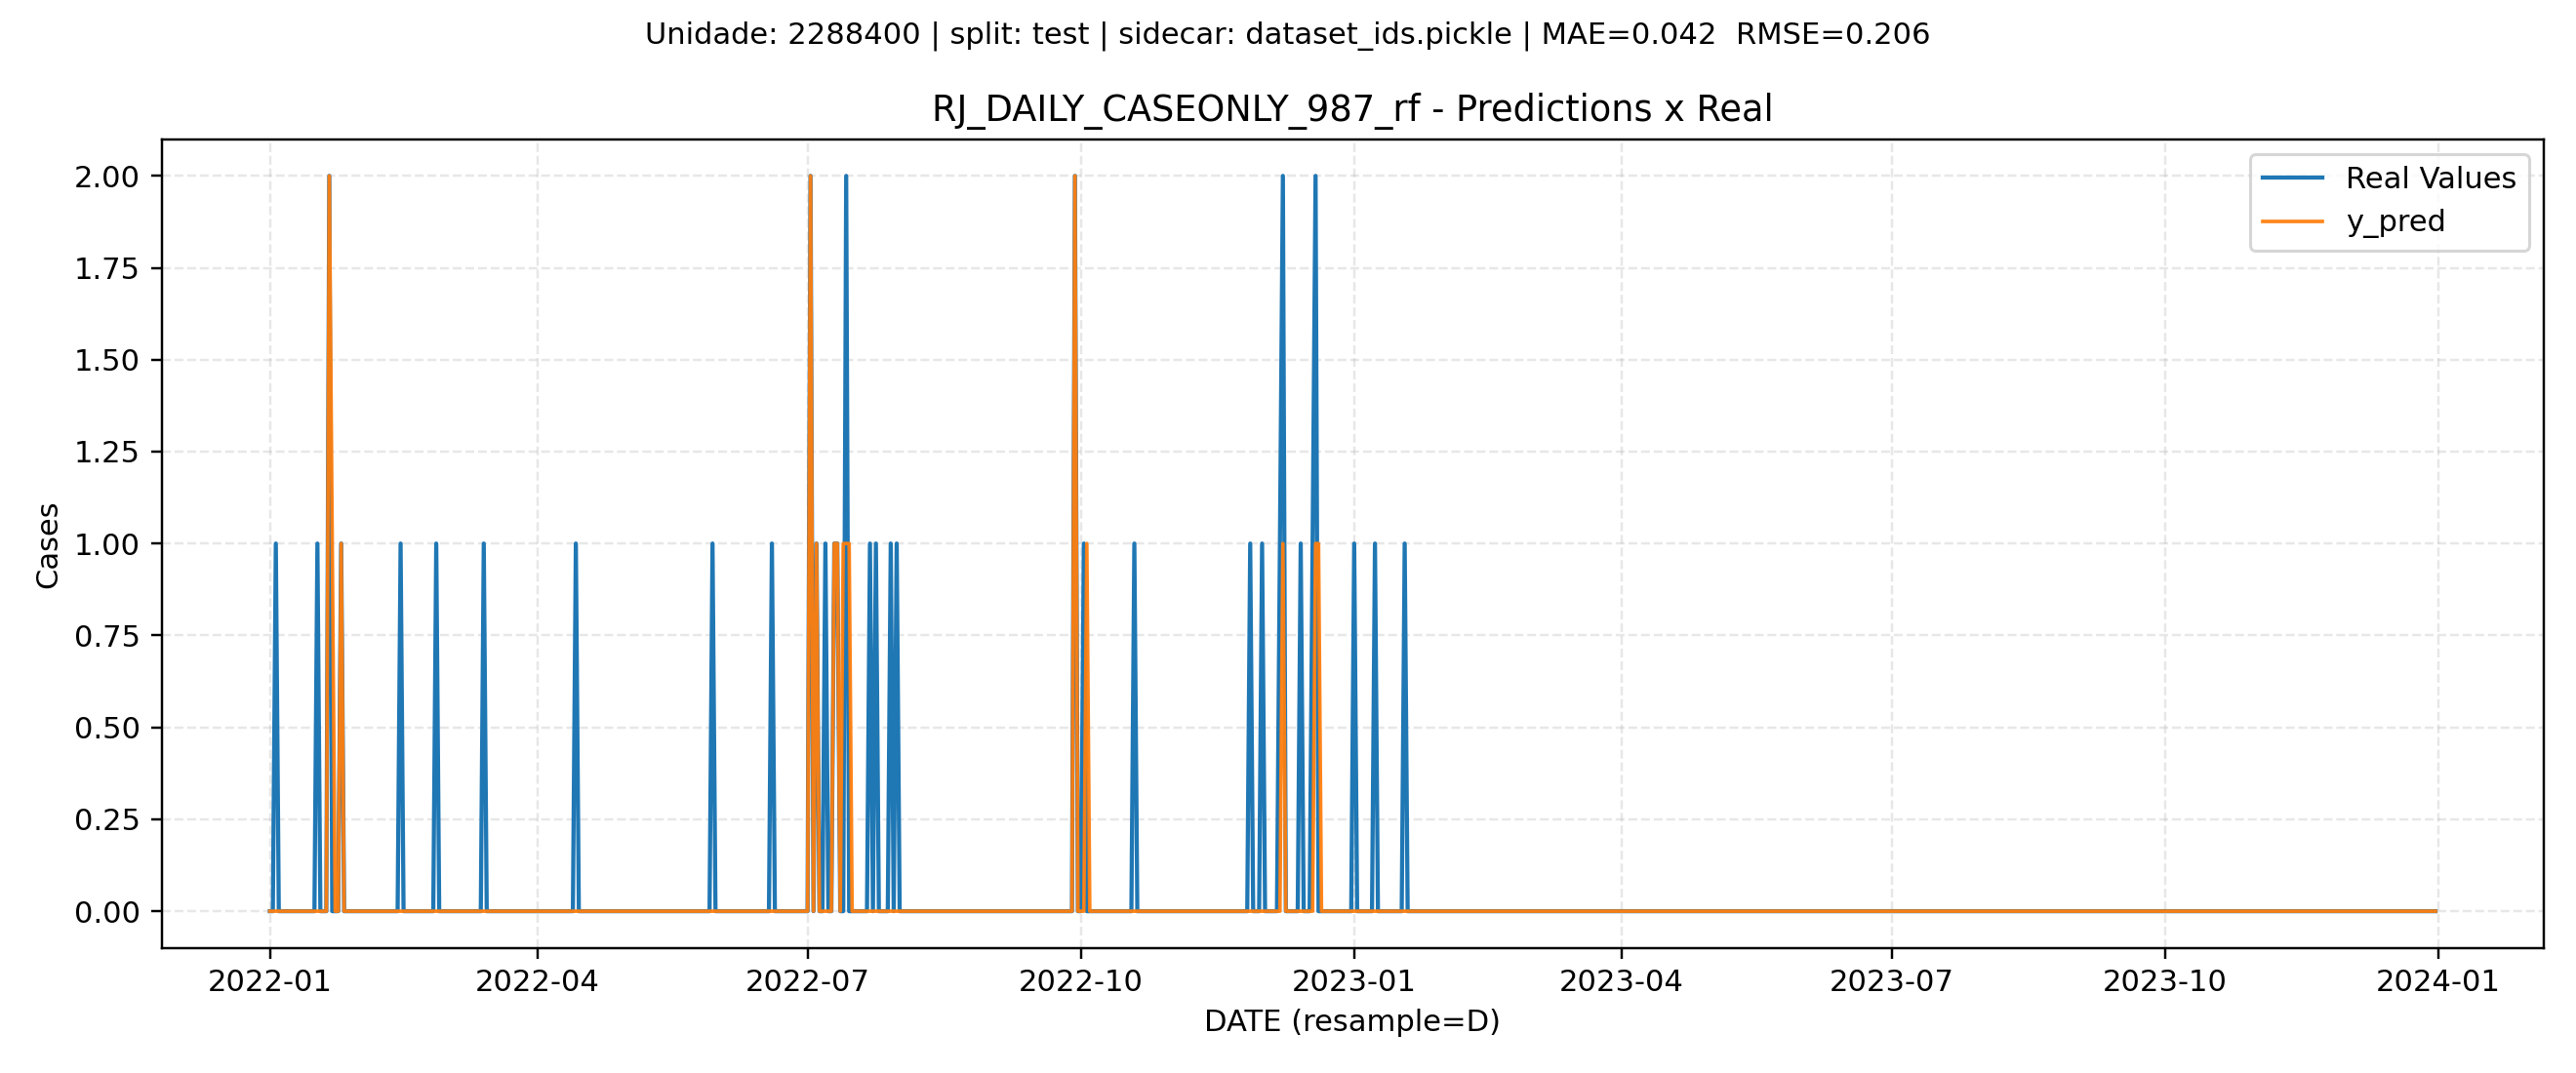 Unidade: 2288400 | split: test | sidecar: dataset_ids.pickle | MAE=0.042  RMSE=0.206
RJ_DAILY_CASEONLY_987_rf - Predictions x Real
Real Values
y_pred
Cases
2.00
1.75
1.50
1.25
1.00
0.75
0.50
0.25
0.00
2022-01 2022-04 2022-07 2022-10 2023-01 2023-04 2023-07 2023-10 2024-01
DATE (resample=D)